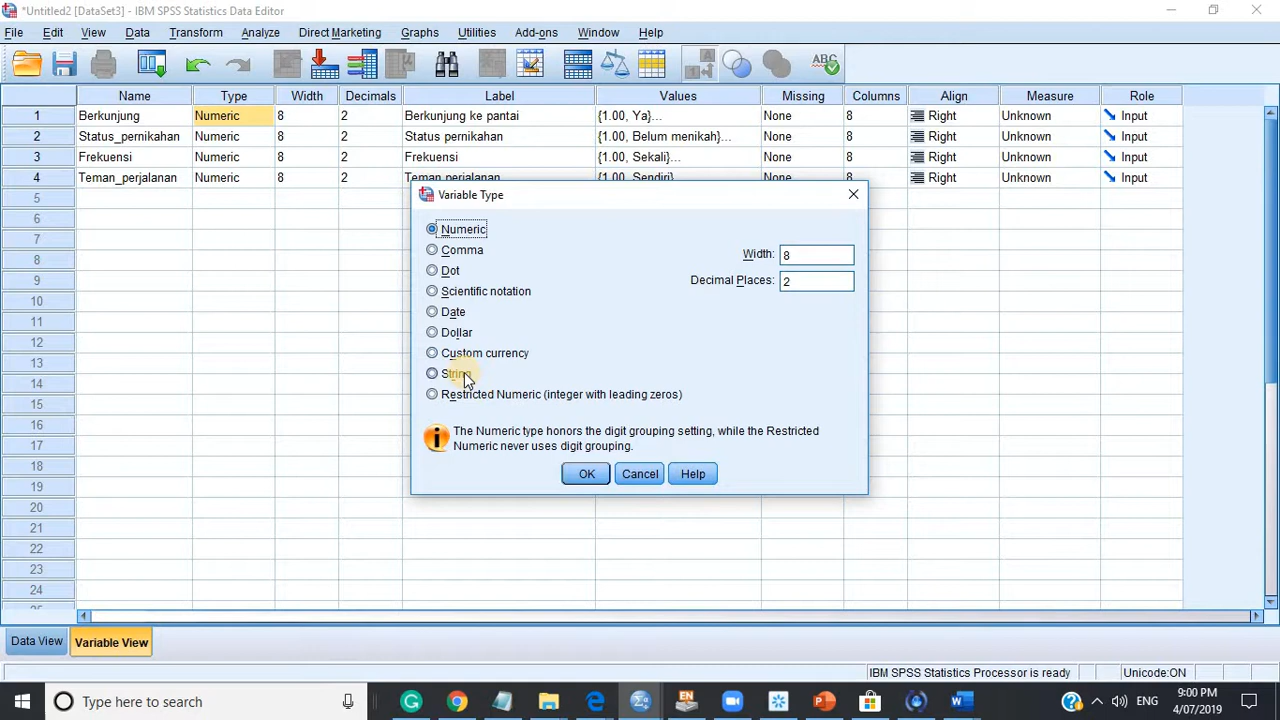 *Untitled2 [DataSet3] - IBM SPSS Statistics Data Editor
File Edit View Data Transform Analyze Direct Marketing Graphs Utilities Add-ons Window Help
Name Type Width Decimals Label Values Missing Columns Align Measure Role
1 Berkunjung Numeric 8 2 Berkunjung ke pantai {1.00, Ya}... None 8 Right Unknown Input
2 Status_pernikahan Numeric 8 2 Status pernikahan {1.00, Belum menikah}... None 8 Right Unknown Input
3 Frekuensi Numeric 8 2 Frekuensi {1.00, Sekali}... None 8 Right Unknown Input
4 Teman_perjalanan Numeric 8 2 Teman perjalanan {1.00, Sendiri}... None 8 Right Unknown Input
5
6
7
8
9
10
11
12
13
14
15
16
17
18
19
20
21
22
23
24
25
Variable Type
Numeric
Comma
Dot
Scientific notation
Date
Dollar
Custom currency
String
Restricted Numeric (integer with leading zeros)
Width: 8
Decimal Places: 2
The Numeric type honors the digit grouping setting, while the Restricted
Numeric never uses digit grouping.
OK Cancel Help
Data View Variable View
IBM SPSS Statistics Processor is ready Unicode:ON
Type here to search
ENG
9:00 PM
4/07/2019